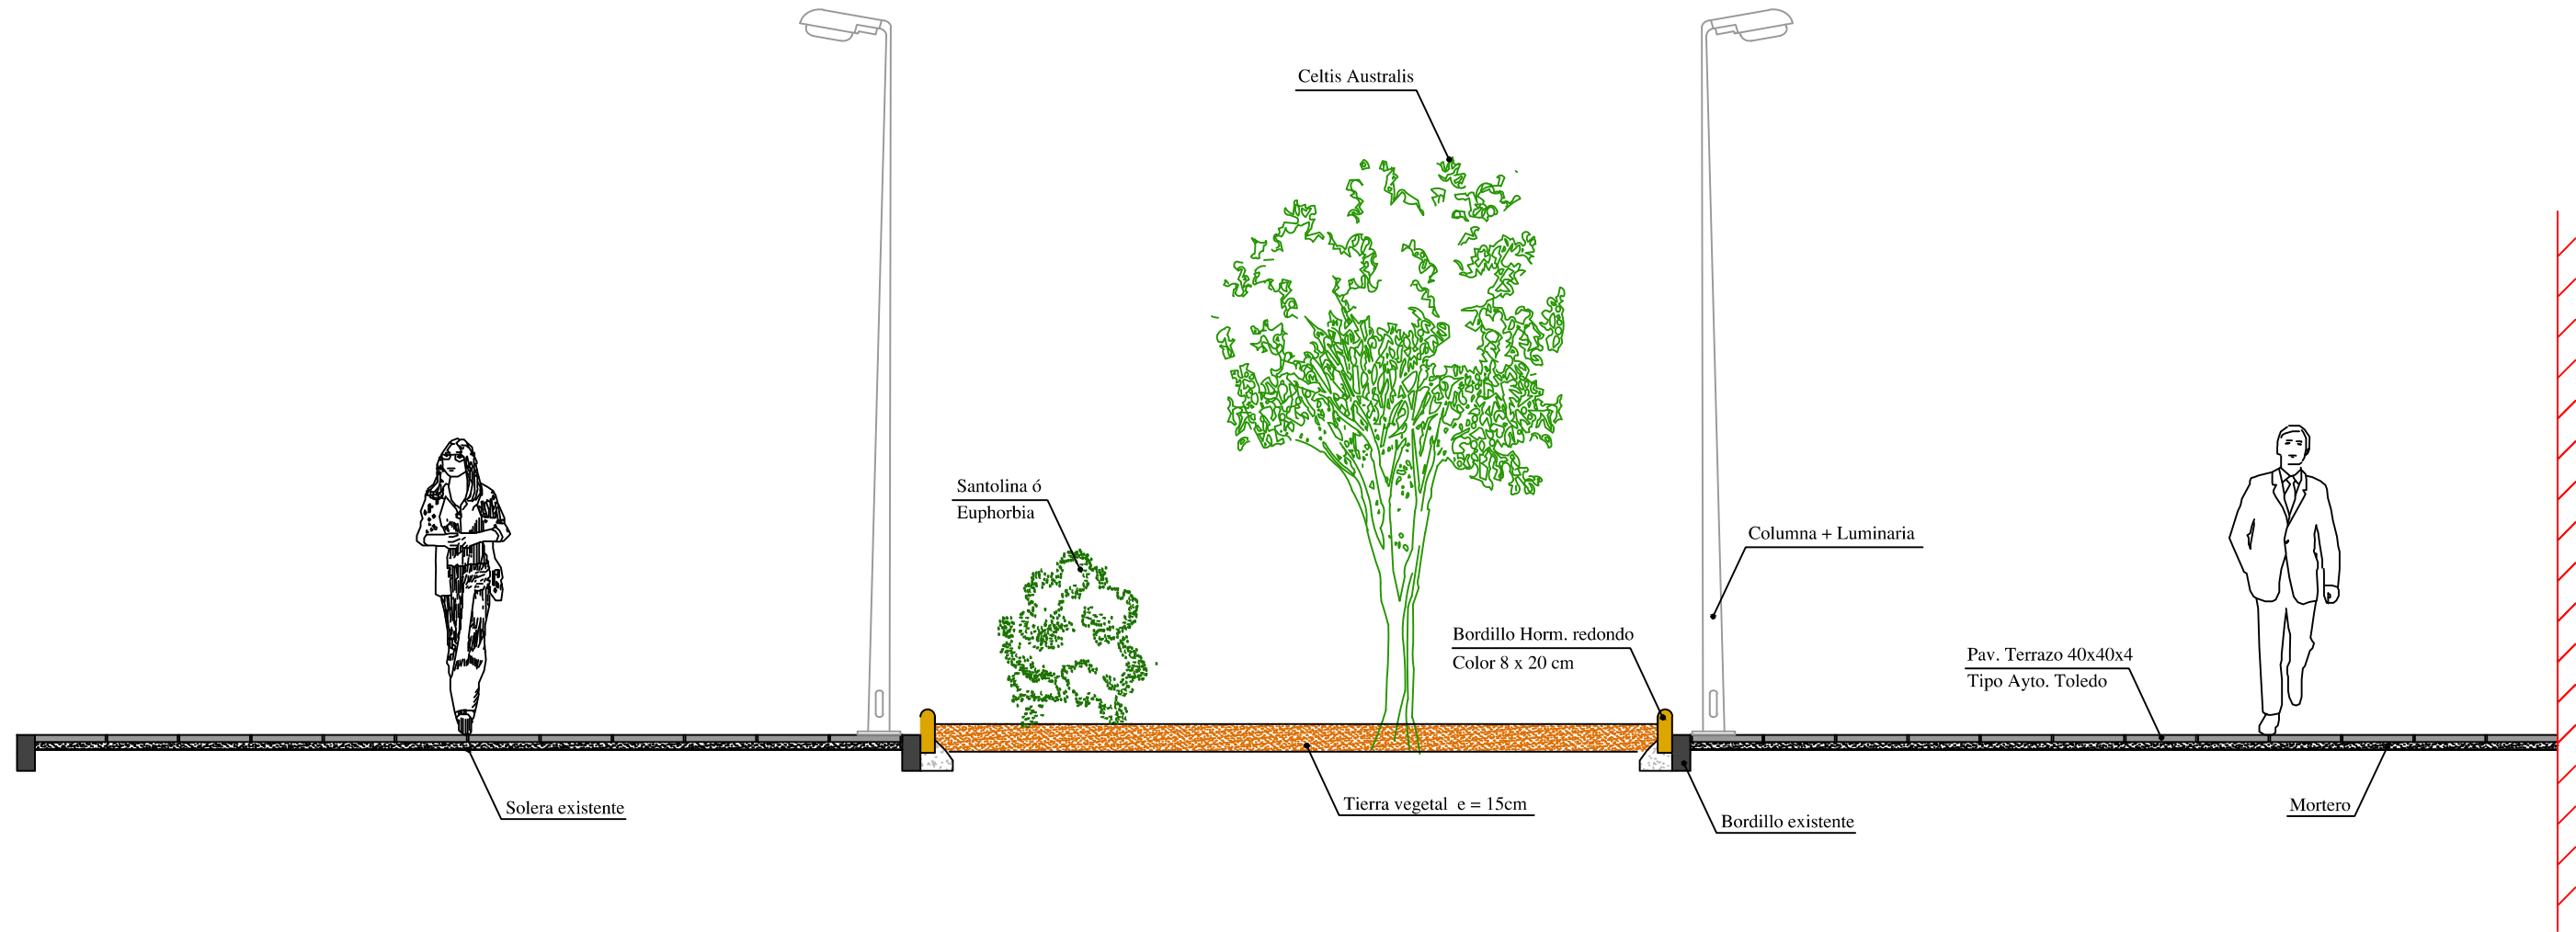 Celtis Australis
Santolina ó
Euphorbia
Columna + Luminaria
Bordillo Horm. redondo
Color 8 x 20 cm
Pav. Terrazo 40x40x4
Tipo Ayto. Toledo
Solera existente
Tierra vegetal  e = 15cm
Bordillo existente
Mortero